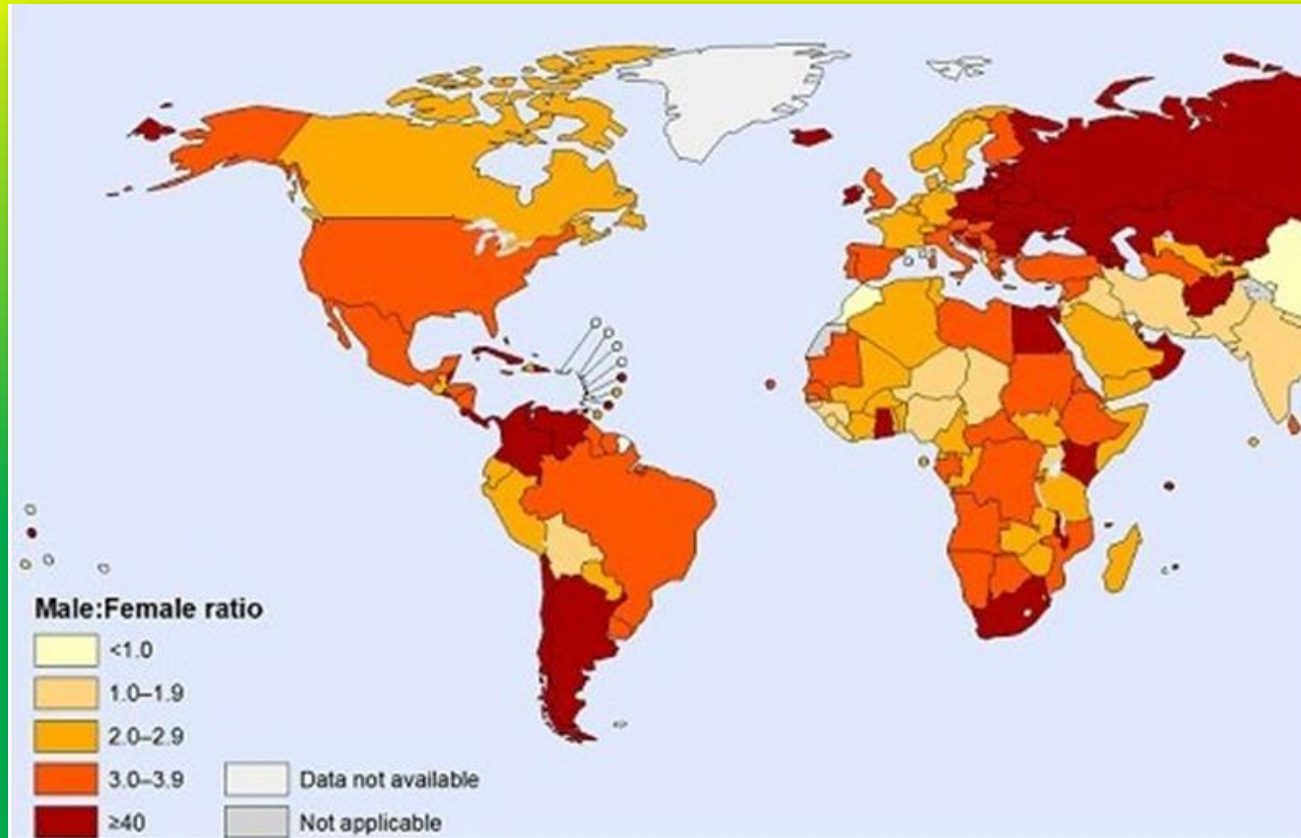 Male:Female ratio
<1.0
1.0–1.9
2.0–2.9
3.0–3.9
≥40
Data not available
Not applicable